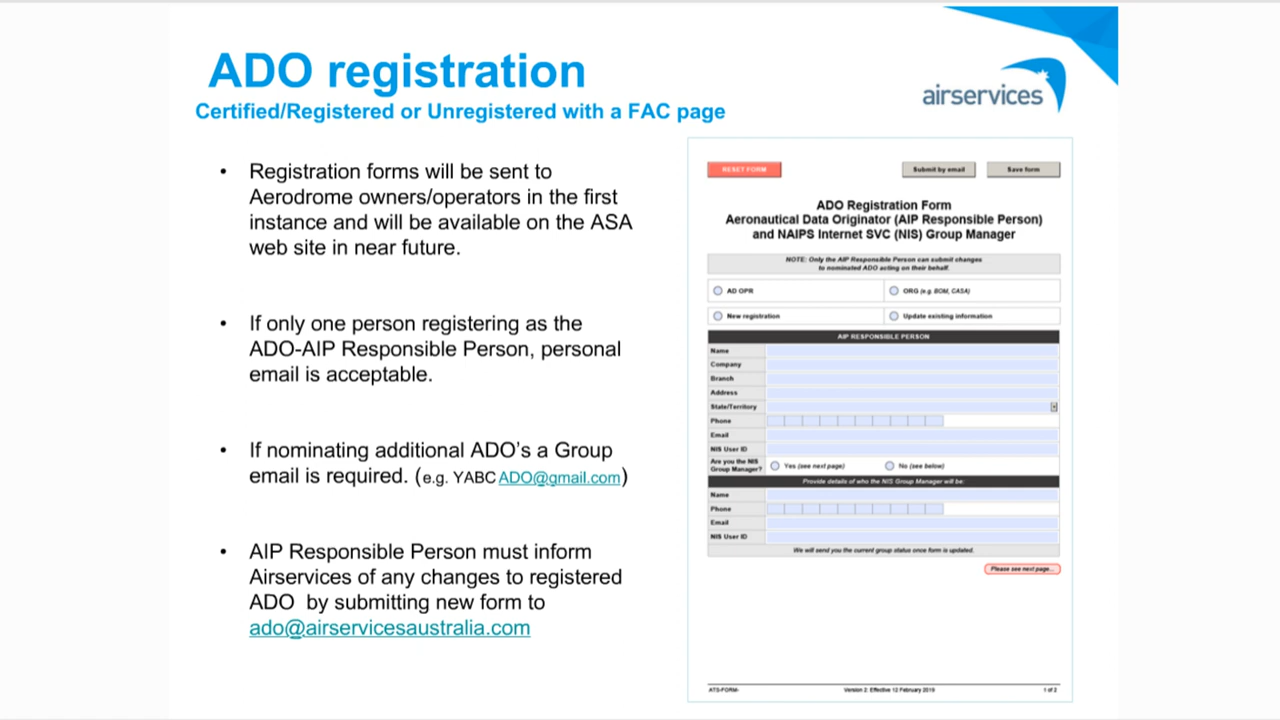 ADO registration
Certified/Registered or Unregistered with a FAC page
airservices
• Registration forms will be sent to
Aerodrome owners/operators in the first
instance and will be available on the ASA
web site in near future.
• If only one person registering as the
ADO-AIP Responsible Person, personal
email is acceptable.
• If nominating additional ADO's a Group
email is required. (e.g. YABC ADO@gmail.com)
• AIP Responsible Person must inform
Airservices of any changes to registered
ADO by submitting new form to
ado@airservicesaustralia.com
RESET FORM
Submit by email
Save form
ADO Registration Form
Aeronautical Data Originator (AIP Responsible Person)
and NAIPS Internet SVC (NIS) Group Manager
NOTE: Only the AIP Responsible Person can submit changes
to nominated ADO acting on their behalf.
AD OPR
ORG (e.g. BOM, CASA)
New registration
Update existing information
AIP RESPONSIBLE PERSON
Name
Company
Branch
Address
State/Territory
Phone
Email
NIS User ID
Are you the NIS
Group Manager?
Yes (see next page)
No (see below)
Provide details of who the NIS Group Manager will be:
Name
Phone
Email
NIS User ID
We will send you the current group status once form is updated.
Please see next page...
ATS-FORM-
Version 2: Effective 12 February 2019
1 of 2